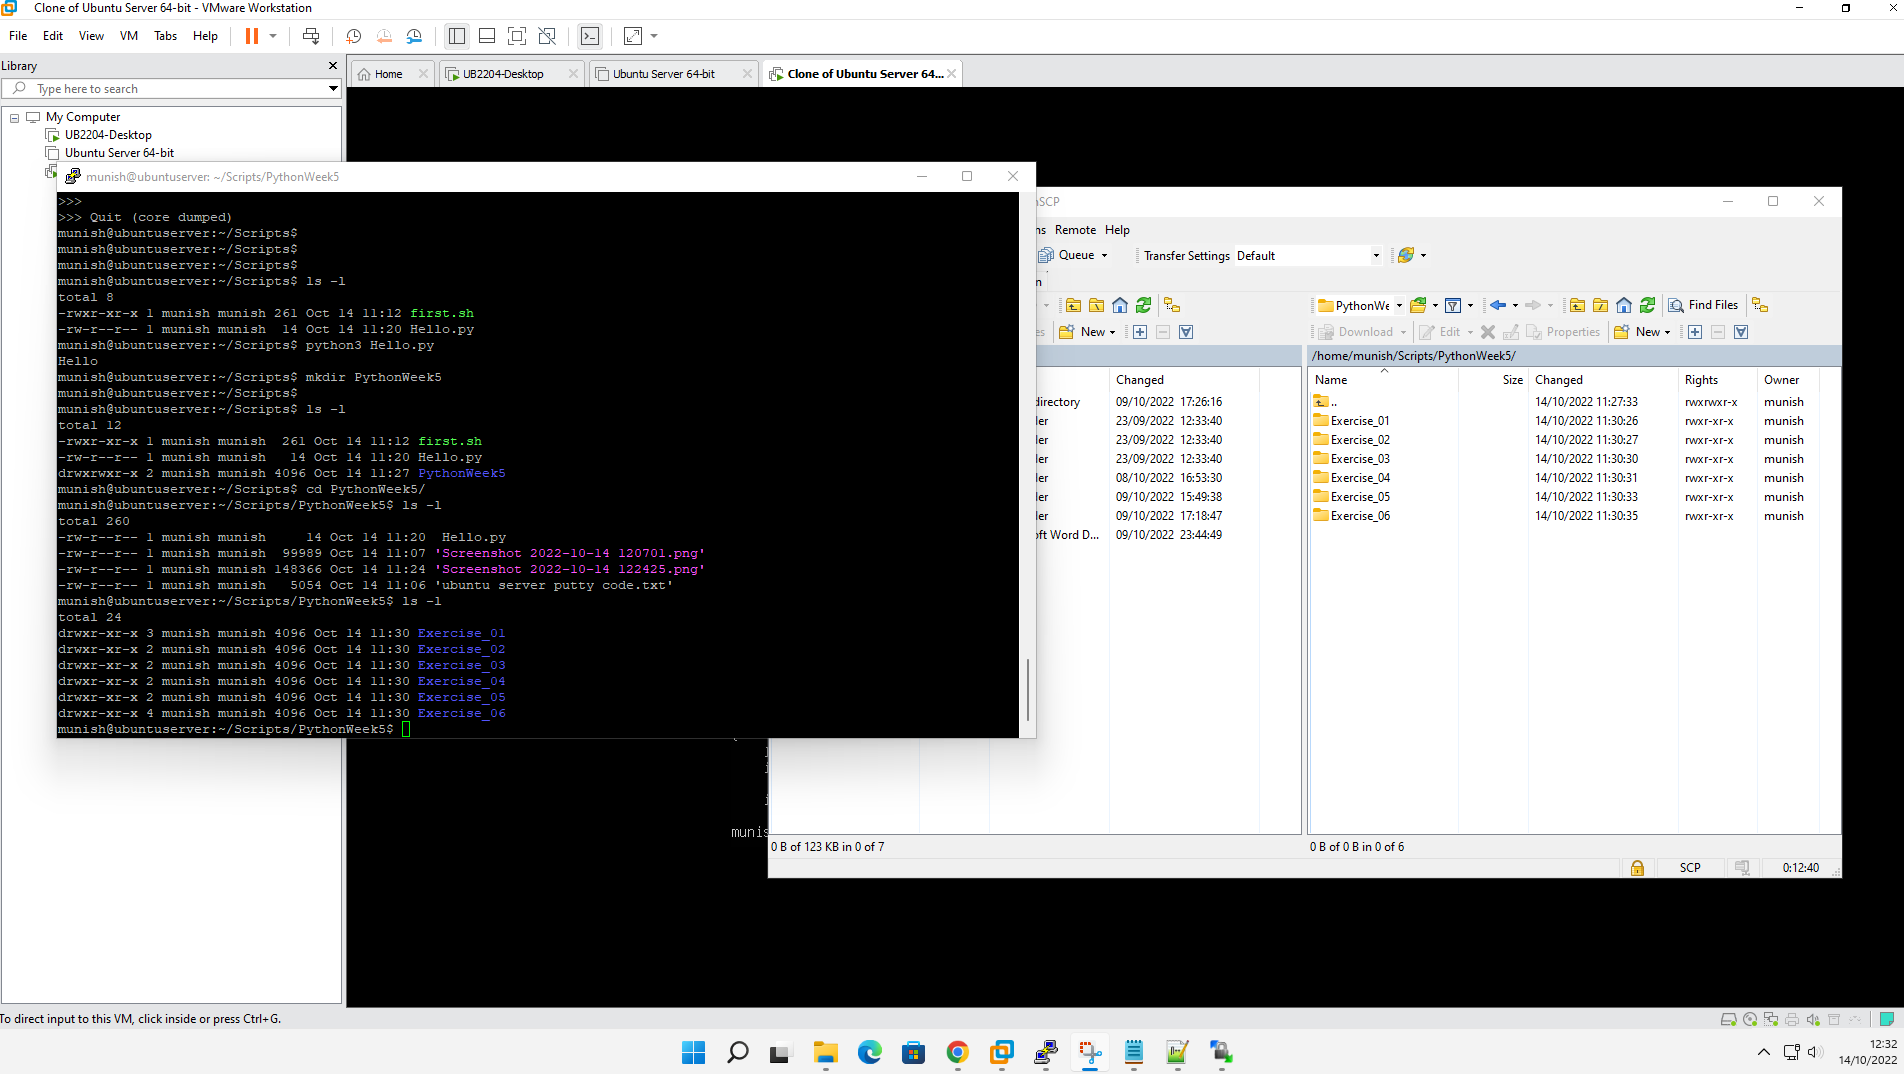 Clone of Ubuntu Server 64-bit - VMware Workstation
File Edit View VM Tabs Help
Library
Type here to search
My Computer
UB2204-Desktop
Ubuntu Server 64-bit
Home
UB2204-Desktop
Ubuntu Server 64-bit
Clone of Ubuntu Server 64...
munish@ubuntuserver: ~/Scripts/PythonWeek5
>>>
>>> Quit (core dumped)
munish@ubuntuserver:~/Scripts$
munish@ubuntuserver:~/Scripts$
munish@ubuntuserver:~/Scripts$
munish@ubuntuserver:~/Scripts$ ls -l
total 8
-rwxr-xr-x 1 munish munish 261 Oct 14 11:12 first.sh
-rw-r--r-- 1 munish munish  14 Oct 14 11:20 Hello.py
munish@ubuntuserver:~/Scripts$ python3 Hello.py
Hello
munish@ubuntuserver:~/Scripts$ mkdir PythonWeek5
munish@ubuntuserver:~/Scripts$
munish@ubuntuserver:~/Scripts$ ls -l
total 12
-rwxr-xr-x 1 munish munish  261 Oct 14 11:12 first.sh
-rw-r--r-- 1 munish munish   14 Oct 14 11:20 Hello.py
drwxrwxr-x 2 munish munish 4096 Oct 14 11:27 PythonWeek5
munish@ubuntuserver:~/Scripts$ cd PythonWeek5/
munish@ubuntuserver:~/Scripts/PythonWeek5$ ls -l
total 260
-rw-r--r-- 1 munish munish     14 Oct 14 11:20  Hello.py
-rw-r--r-- 1 munish munish  99989 Oct 14 11:07 'Screenshot 2022-10-14 120701.png'
-rw-r--r-- 1 munish munish 148366 Oct 14 11:24 'Screenshot 2022-10-14 122425.png'
-rw-r--r-- 1 munish munish   5054 Oct 14 11:06 'ubuntu server putty code.txt'
munish@ubuntuserver:~/Scripts/PythonWeek5$ ls -l
total 24
drwxr-xr-x 3 munish munish 4096 Oct 14 11:30 Exercise_01
drwxr-xr-x 2 munish munish 4096 Oct 14 11:30 Exercise_02
drwxr-xr-x 2 munish munish 4096 Oct 14 11:30 Exercise_03
drwxr-xr-x 2 munish munish 4096 Oct 14 11:30 Exercise_04
drwxr-xr-x 2 munish munish 4096 Oct 14 11:30 Exercise_05
drwxr-xr-x 4 munish munish 4096 Oct 14 11:30 Exercise_06
munish@ubuntuserver:~/Scripts/PythonWeek5$
nSCP
ns Remote Help
Queue Transfer Settings Default
n
PythonWe Find Files
es New Download Edit Properties New
/home/munish/Scripts/PythonWeek5/
Changed
directory 09/10/2022 17:26:16
der 23/09/2022 12:33:40
der 23/09/2022 12:33:40
der 23/09/2022 12:33:40
der 08/10/2022 16:53:30
der 09/10/2022 15:49:38
der 09/10/2022 17:18:47
oft Word D... 09/10/2022 23:44:49
Name Size Changed Rights Owner
.. 14/10/2022 11:27:33 rwxrwxr-x munish
Exercise_01 14/10/2022 11:30:26 rwxr-xr-x munish
Exercise_02 14/10/2022 11:30:27 rwxr-xr-x munish
Exercise_03 14/10/2022 11:30:30 rwxr-xr-x munish
Exercise_04 14/10/2022 11:30:31 rwxr-xr-x munish
Exercise_05 14/10/2022 11:30:33 rwxr-xr-x munish
Exercise_06 14/10/2022 11:30:35 rwxr-xr-x munish
munis
0 B of 123 KB in 0 of 7
0 B of 0 B in 0 of 6
SCP 0:12:40
To direct input to this VM, click inside or press Ctrl+G.
12:32
14/10/2022